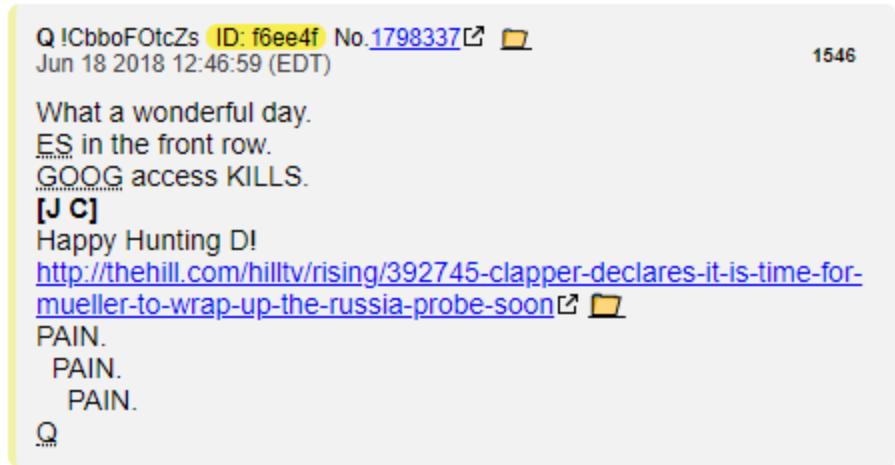 Q !CbboFOtcZs ID: f6ee4f No.1798337
Jun 18 2018 12:46:59 (EDT)
1546
What a wonderful day.
ES in the front row.
GOOG access KILLS.
[J C]
Happy Hunting D!
http://thehill.com/hilltv/rising/392745-clapper-declares-it-is-time-for-
mueller-to-wrap-up-the-russia-probe-soon
PAIN.
PAIN.
PAIN.
Q